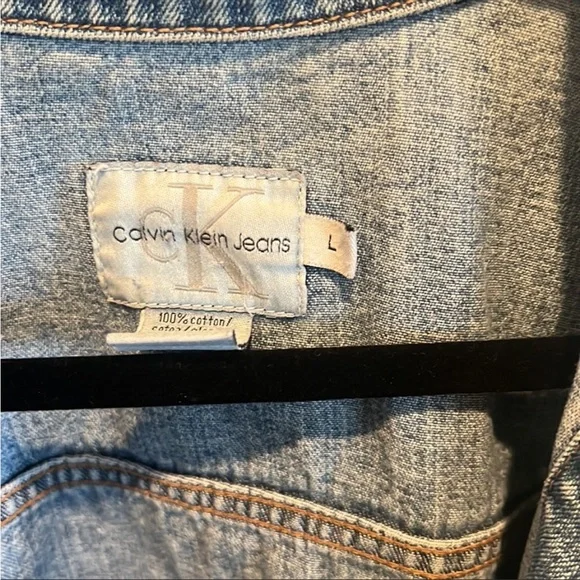 cK
Calvin Klein Jeans
L
100% cotton/